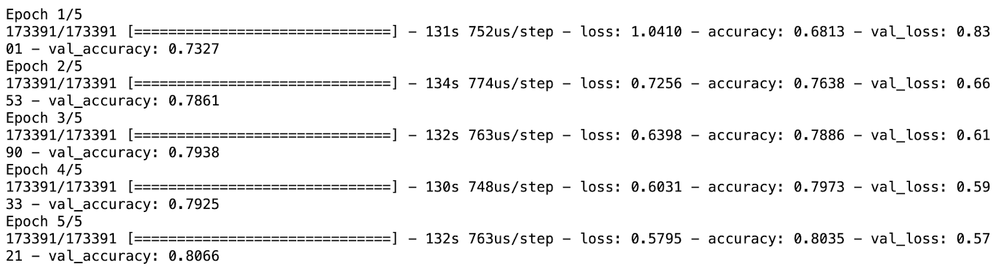 Epoch 1/5
173391/173391 [==============================] - 131s 752us/step - loss: 1.0410 - accuracy: 0.6813 - val_loss: 0.83
01 - val_accuracy: 0.7327
Epoch 2/5
173391/173391 [==============================] - 134s 774us/step - loss: 0.7256 - accuracy: 0.7638 - val_loss: 0.66
53 - val_accuracy: 0.7861
Epoch 3/5
173391/173391 [==============================] - 132s 763us/step - loss: 0.6398 - accuracy: 0.7886 - val_loss: 0.61
90 - val_accuracy: 0.7938
Epoch 4/5
173391/173391 [==============================] - 130s 748us/step - loss: 0.6031 - accuracy: 0.7973 - val_loss: 0.59
33 - val_accuracy: 0.7925
Epoch 5/5
173391/173391 [==============================] - 132s 763us/step - loss: 0.5795 - accuracy: 0.8035 - val_loss: 0.57
21 - val_accuracy: 0.8066